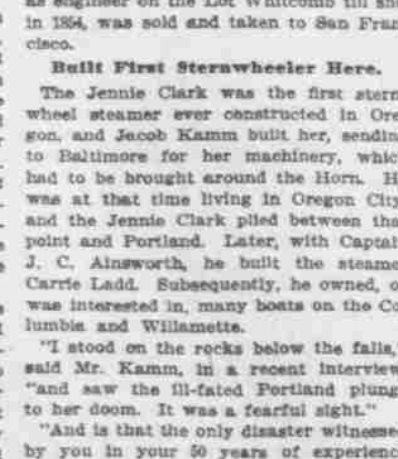 as engineer on the Lot Whitcomb till she
in 1854, was sold and taken to San Fran
cisco.
Built First Sternwheeler Here.
The Jennie Clark was the first stern
wheel steamer ever constructed in Ore
gon, and Jacob Kamm built her, sendin
to Baltimore for her machinery, whic
had to be brought around the Horn. H
was at that time living in Oregon City
and the Jennie Clark plied between tha
point and Portland. Later, with Captai
J. C. Ainsworth, he built the steame
Carrie Ladd. Subsequently, he owned, o
was interested in, many boats on the Co
lumbia and Willamette.
"I stood on the rocks below the falls,"
said Mr. Kamm, in a recent interview
"and saw the ill-fated Portland plung
to her doom. It was a fearful sight."
"And is that the only disaster witnesse
by you in your 50 years of experienc